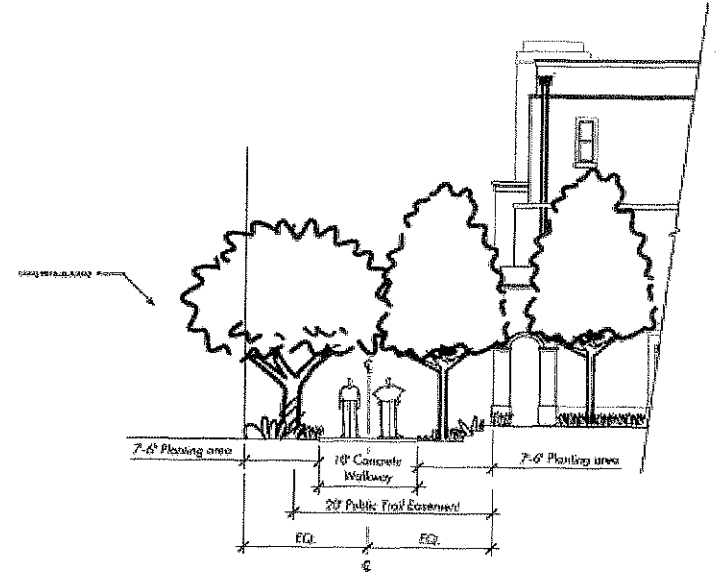 ℄
7'-6" Planting area
10' Concrete
Walkway
7'-6" Planting area
20' Public Trail Easement
EQ.
EQ.
℄